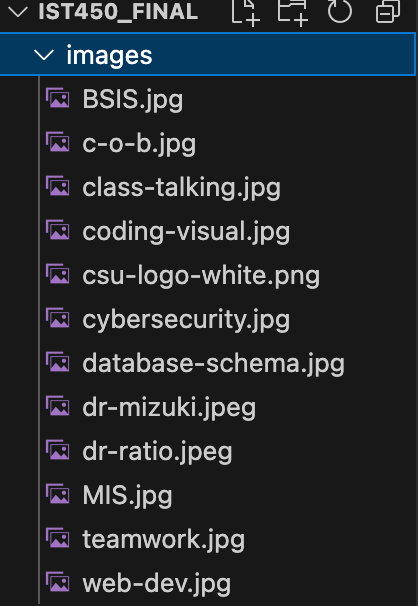 IST450_FINAL
images
BSIS.jpg
c-o-b.jpg
class-talking.jpg
coding-visual.jpg
csu-logo-white.png
cybersecurity.jpg
database-schema.jpg
dr-mizuki.jpeg
dr-ratio.jpeg
MIS.jpg
teamwork.jpg
web-dev.jpg